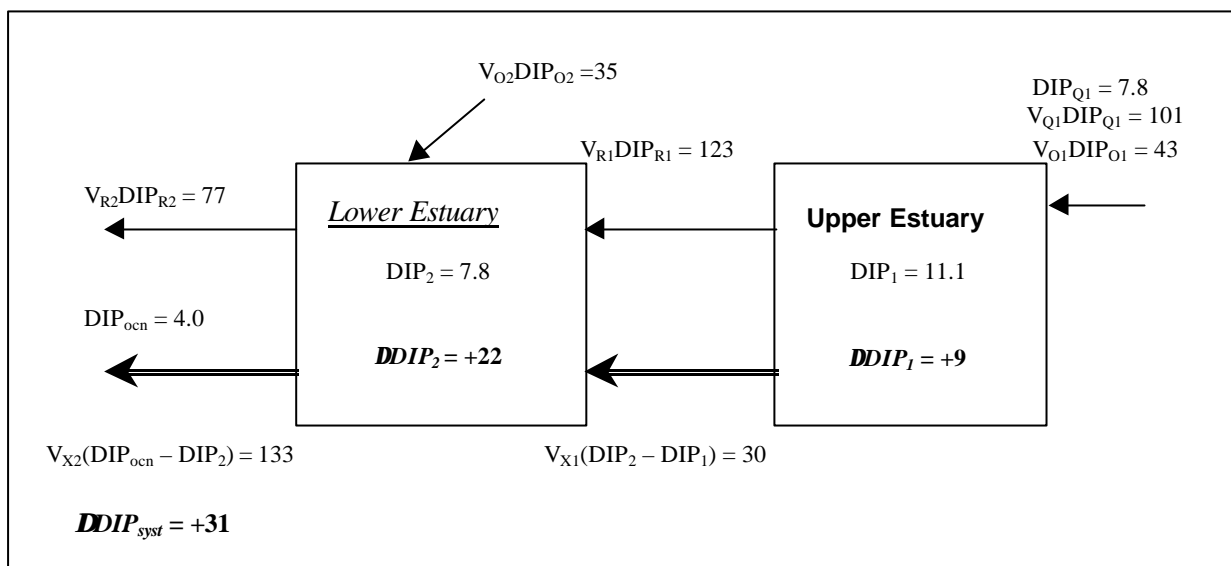 V_O2DIP_O2 =35
DIP_Q1 = 7.8
V_Q1DIP_Q1 = 101
V_O1DIP_O1 = 43
V_R1DIP_R1 = 123
V_R2DIP_R2 = 77
Lower Estuary
DIP_2 = 7.8
DDIP_2 = +22
Upper Estuary
DIP_1 = 11.1
DDIP_1 = +9
DIP_ocn = 4.0
V_X2(DIP_ocn – DIP_2) = 133
V_X1(DIP_2 – DIP_1) = 30
DDIP_syst = +31